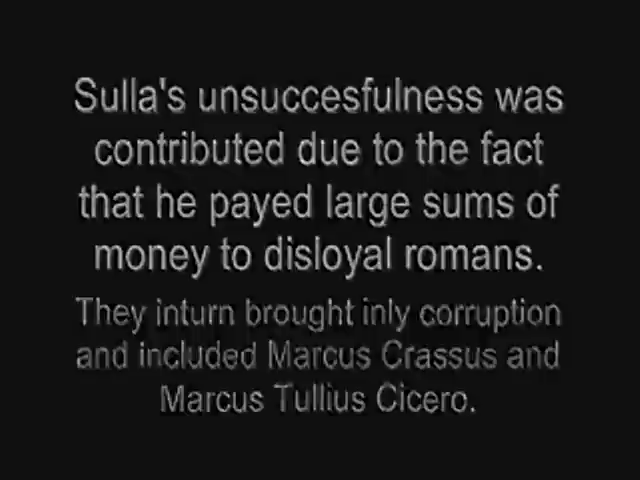 Sulla's unsuccesfulness was
contributed due to the fact
that he payed large sums of
money to disloyal romans.
They inturn brought inly corruption
and included Marcus Crassus and
Marcus Tullius Cicero.